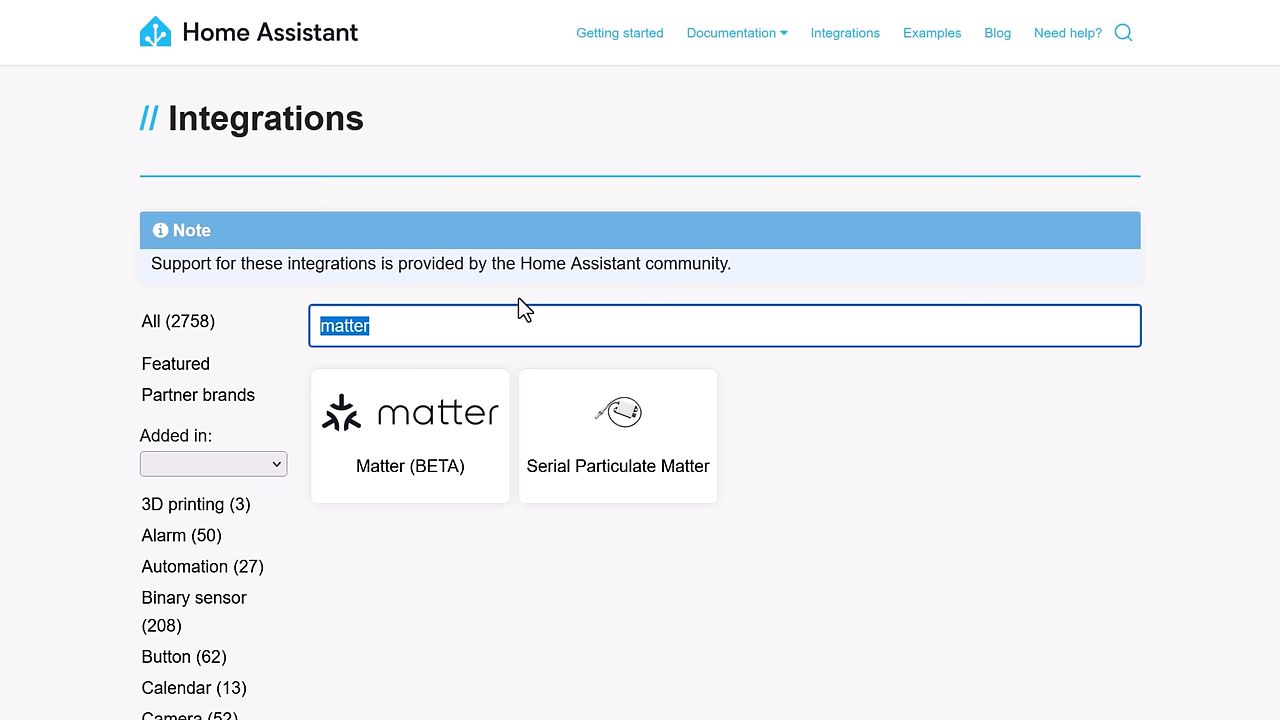 Home Assistant
Getting started
Documentation
Integrations
Examples
Blog
Need help?
// Integrations
Note
Support for these integrations is provided by the Home Assistant community.
All (2758)
matter
Featured
Partner brands
Added in:
matter
Matter (BETA)
Serial Particulate Matter
3D printing (3)
Alarm (50)
Automation (27)
Binary sensor
(208)
Button (62)
Calendar (13)
Camera (52)